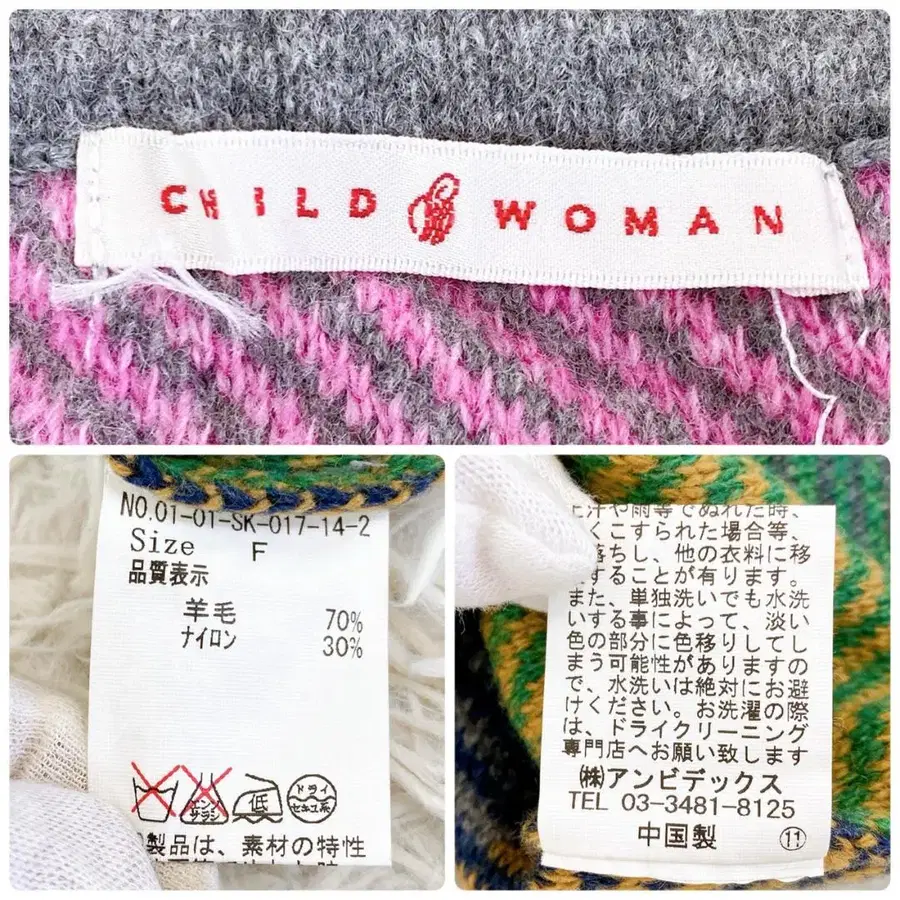 CHILD WOMAN
NO.01-01-SK-017-14-2
Size F
品質表示
羊毛 70%
ナイロン 30%
エンソ
サラシ
低
ドライ
セキユ系
製品は、素材の特性
汗や雨等でぬれた時、
くこすられた場合等、
落ちし、他の衣料に移
することが有ります。
また、単独洗いでも水洗
いする事によって、淡い
色の部分に色移りしてし
まう可能性がありますの
で、水洗いは絶対にお避
けください。お洗濯の際
は、ドライクリーニング
専門店へお願い致します
㈱アンビデックス
TEL 03-3481-8125
中国製 ⑪